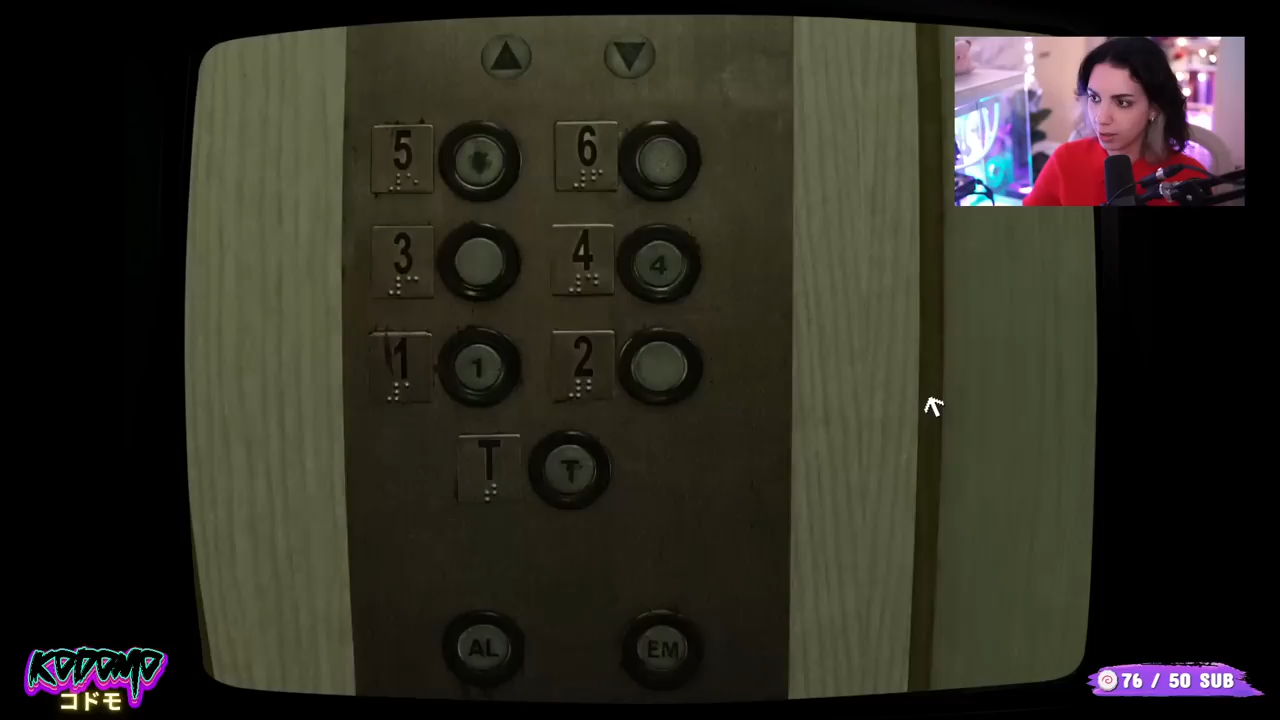 5 6
3 4 4
1 1 2
T T
AL EM
KODOMO
コドモ
76 / 50 SUB